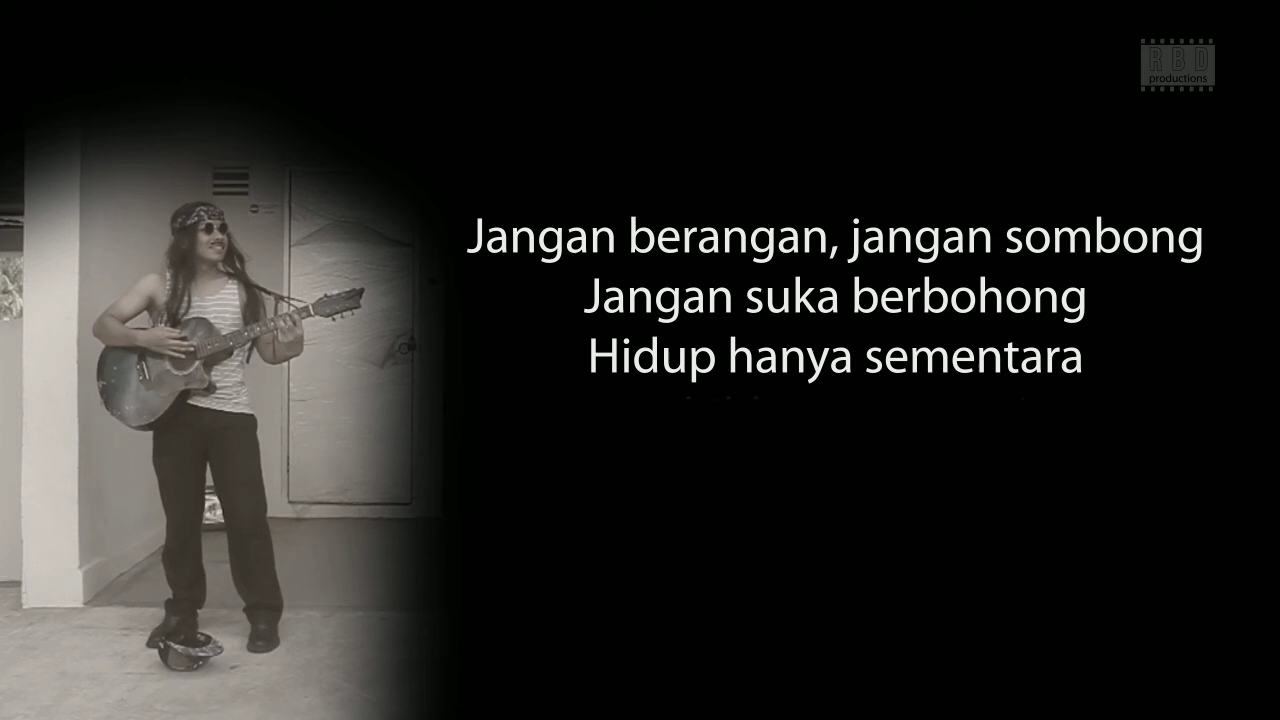 RBD
productions
Jangan berangan, jangan sombong
Jangan suka berbohong
Hidup hanya sementara